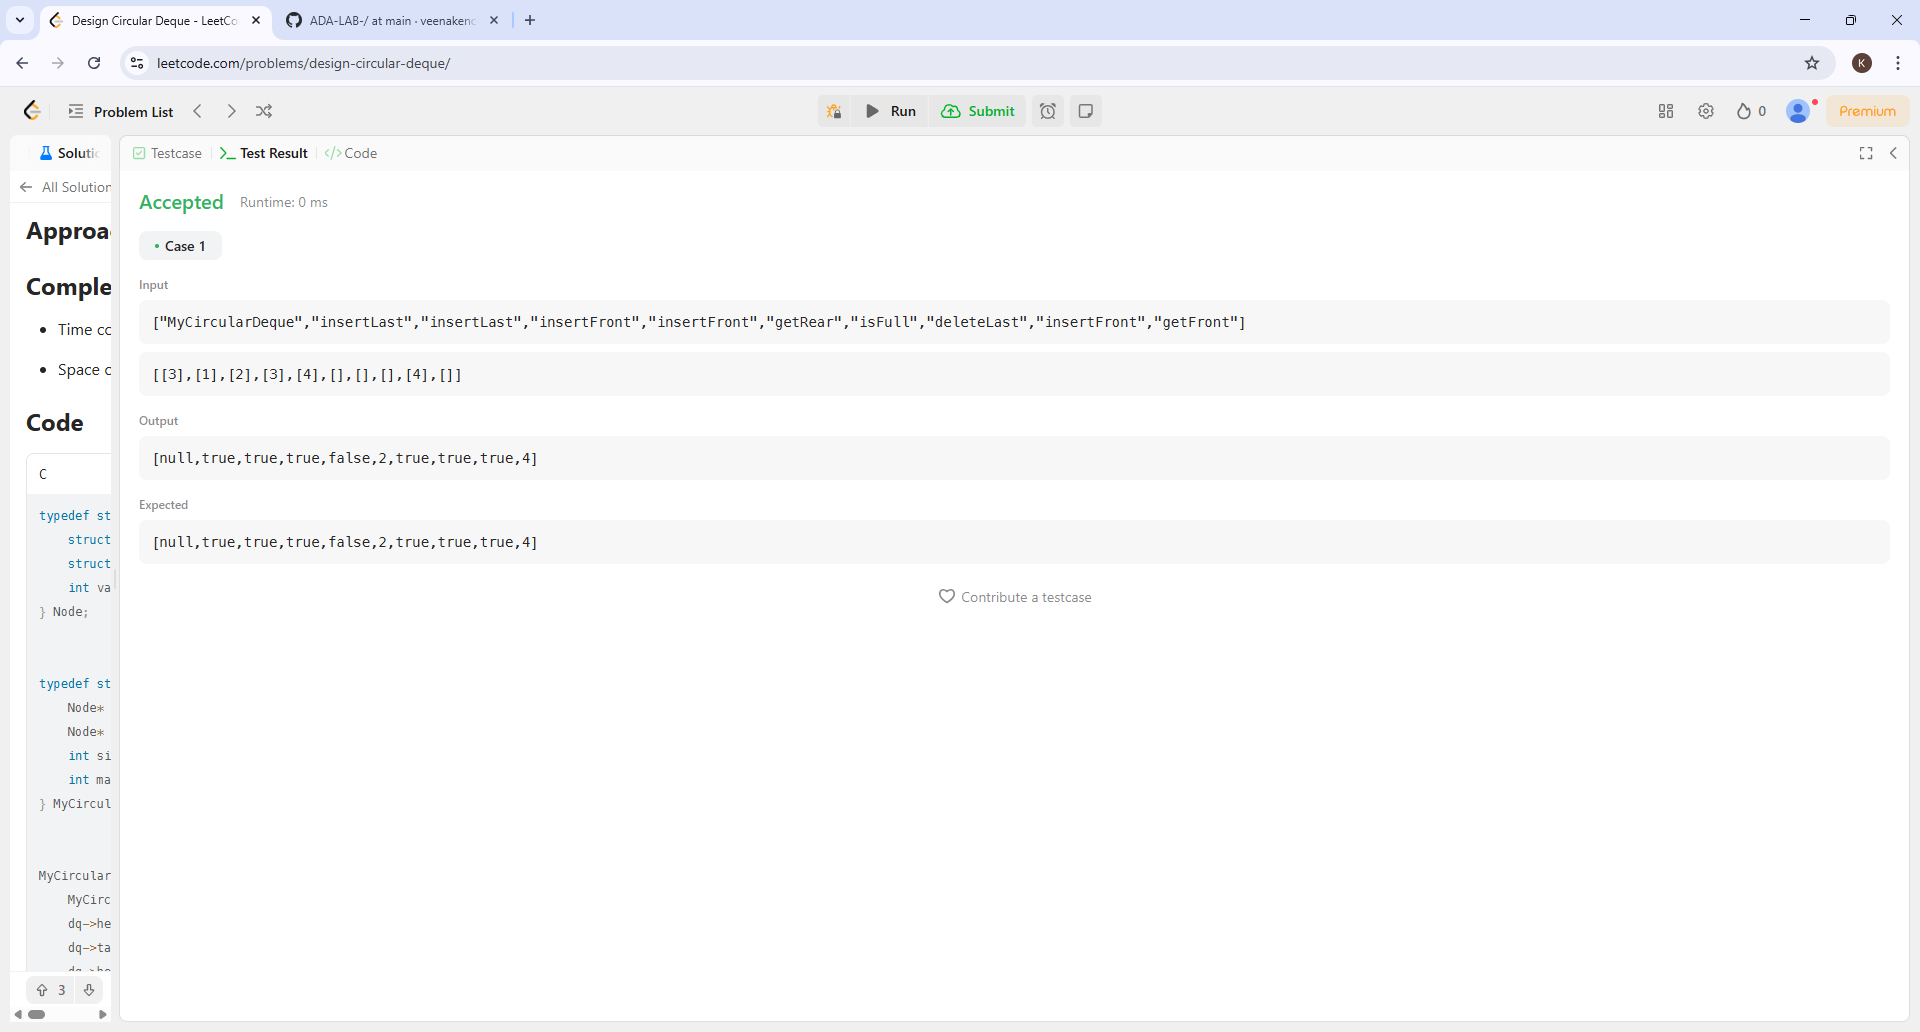 Design Circular Deque - LeetCo
ADA-LAB-/ at main · veenakenc
leetcode.com/problems/design-circular-deque/
K
Problem List
Run
Submit
0
Premium
Soluti
Testcase
Test Result
</> Code
All Solution
Accepted
Runtime: 0 ms
Approa
• Case 1
Comple
Input
["MyCircularDeque","insertLast","insertLast","insertFront","insertFront","getRear","isFull","deleteLast","insertFront","getFront"]
• Time co
• Space c
[[3],[1],[2],[3],[4],[],[],[],[4],[]]
Code
Output
[null,true,true,true,false,2,true,true,true,4]
C
Expected
[null,true,true,true,false,2,true,true,true,4]
Contribute a testcase
typedef st
struct
struct
int va
} Node;
typedef st
Node*
Node*
int si
int ma
} MyCircul
MyCircular
MyCirc
dq->he
dq->ta
3